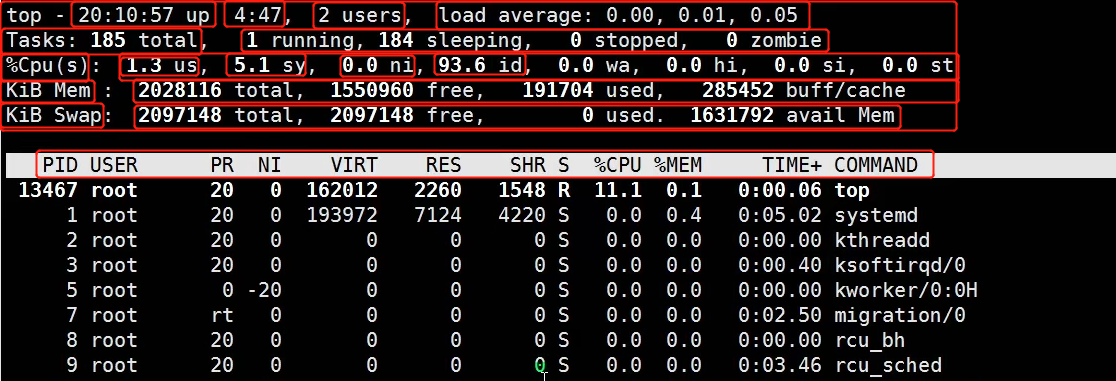 top - 20:10:57 up  4:47,  2 users,  load average: 0.00, 0.01, 0.05
Tasks: 185 total,   1 running, 184 sleeping,   0 stopped,   0 zombie
%Cpu(s):  1.3 us,  5.1 sy,  0.0 ni, 93.6 id,  0.0 wa,  0.0 hi,  0.0 si,  0.0 st
KiB Mem :  2028116 total,  1550960 free,   191704 used,   285452 buff/cache
KiB Swap:  2097148 total,  2097148 free,        0 used.  1631792 avail Mem
PID USER      PR  NI    VIRT    RES    SHR S  %CPU %MEM     TIME+ COMMAND
13467 root      20   0  162012   2260   1548 R  11.1  0.1   0:00.06 top
1 root      20   0  193972   7124   4220 S   0.0  0.4   0:05.02 systemd
2 root      20   0       0      0      0 S   0.0  0.0   0:00.00 kthreadd
3 root      20   0       0      0      0 S   0.0  0.0   0:00.40 ksoftirqd/0
5 root       0 -20       0      0      0 S   0.0  0.0   0:00.00 kworker/0:0H
7 root      rt   0       0      0      0 S   0.0  0.0   0:02.50 migration/0
8 root      20   0       0      0      0 S   0.0  0.0   0:00.00 rcu_bh
9 root      20   0       0      0      0 S   0.0  0.0   0:03.46 rcu_sched